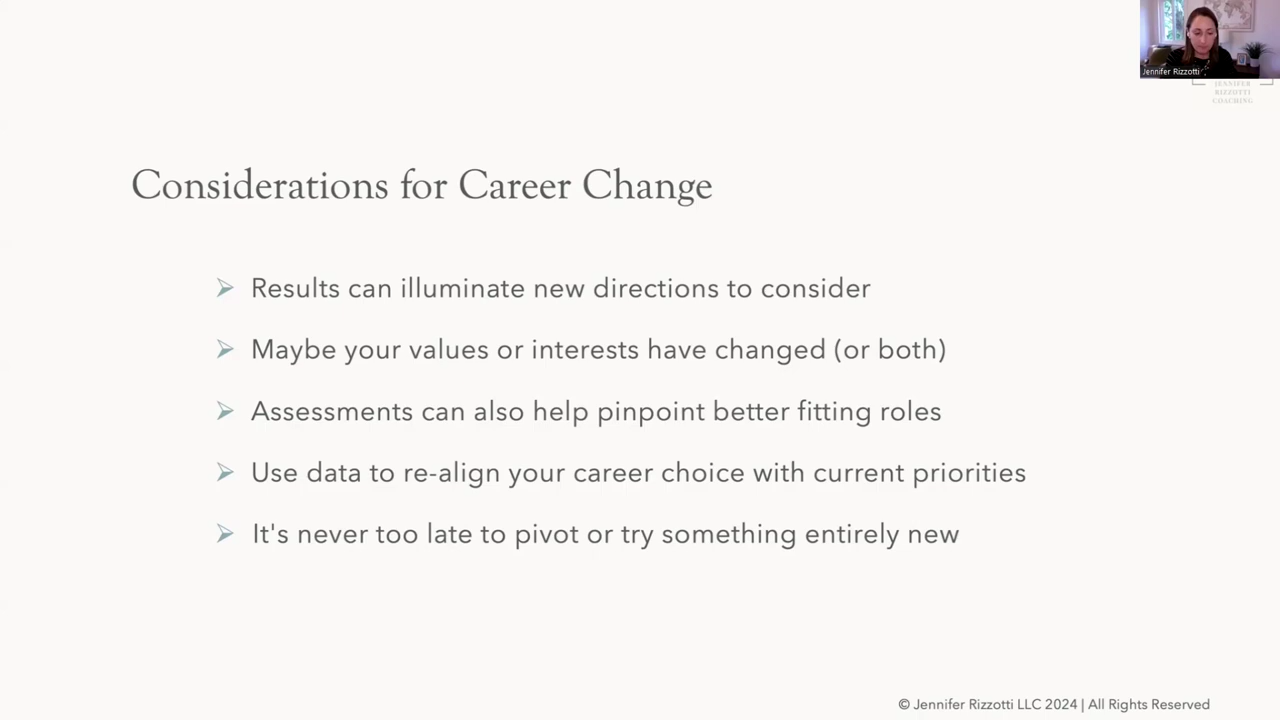 Jennifer Rizzotti
JENNIFER
RIZZOTTI
COACHING
Considerations for Career Change
Results can illuminate new directions to consider
Maybe your values or interests have changed (or both)
Assessments can also help pinpoint better fitting roles
Use data to re-align your career choice with current priorities
It's never too late to pivot or try something entirely new
© Jennifer Rizzotti LLC 2024 | All Rights Reserved